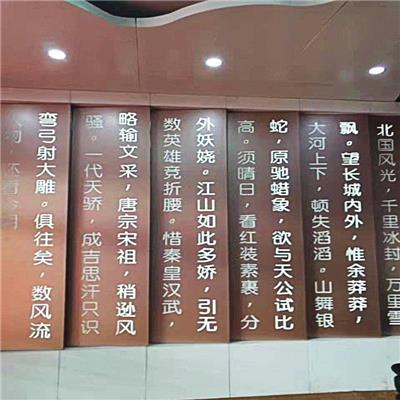 北国风光，千里冰封，万里雪
飘。望长城内外，惟余莽莽，
大河上下，顿失滔滔。山舞银
蛇，原驰蜡象，欲与天公试比
高。须晴日，看红装素裹，分
外妖娆。江山如此多娇，引无
数英雄竞折腰。惜秦皇汉武，
略输文采，唐宗宋祖，稍逊风
骚。一代天骄，成吉思汗只识
弯弓射大雕。俱往矣，数风流
物，还看今